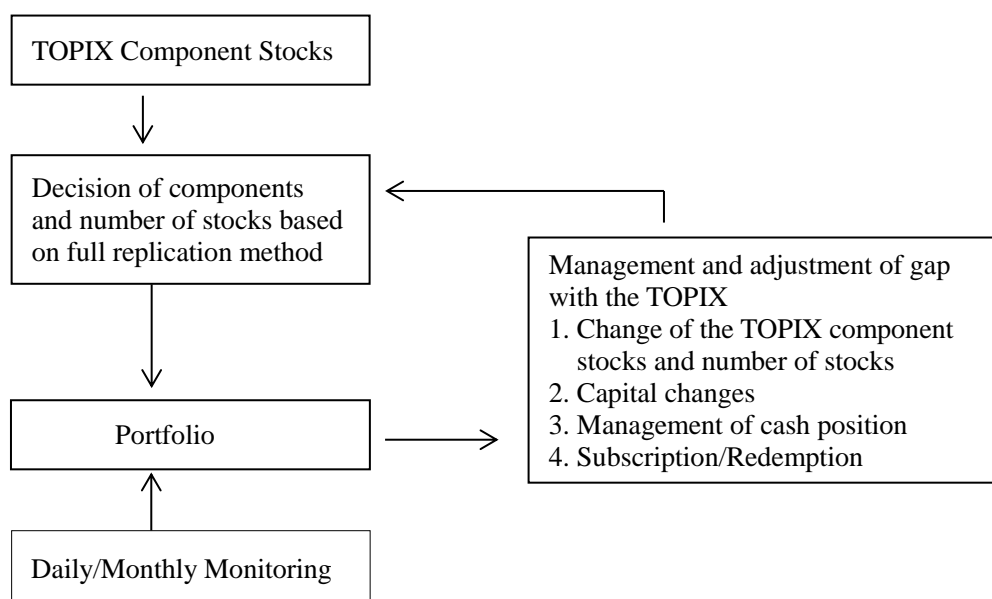 TOPIX Component Stocks
Decision of components
and number of stocks based
on full replication method
Management and adjustment of gap
with the TOPIX
1. Change of the TOPIX component
stocks and number of stocks
2. Capital changes
3. Management of cash position
4. Subscription/Redemption
Portfolio
Daily/Monthly Monitoring